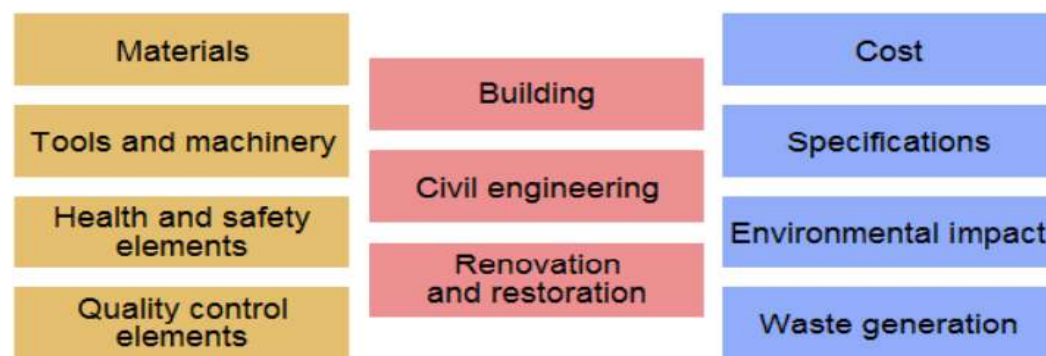 Materials
Tools and machinery
Health and safety
elements
Quality control
elements
Building
Civil engineering
Renovation
and restoration
Cost
Specifications
Environmental impact
Waste generation